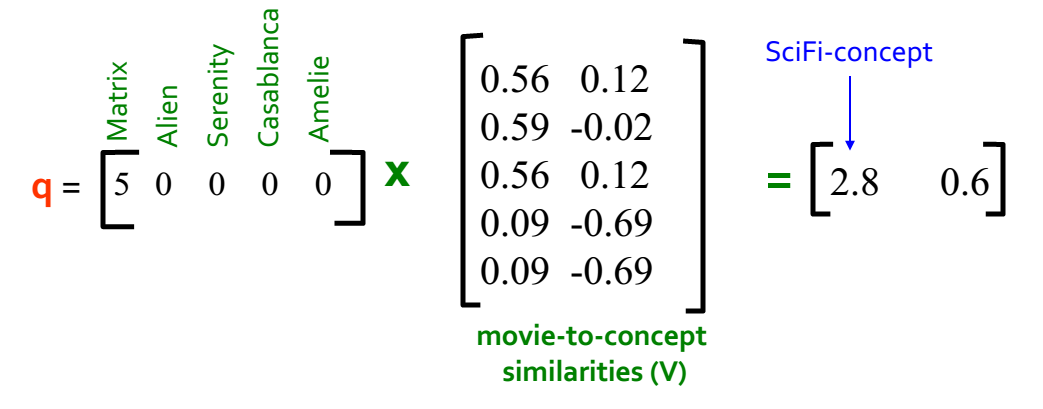 Matrix
Alien
Serenity
Casablanca
Amelie
q = [5 0 0 0 0] x
0.56 0.12
0.59 -0.02
0.56 0.12
0.09 -0.69
0.09 -0.69
movie-to-concept
similarities (V)
SciFi-concept
= [2.8 0.6]